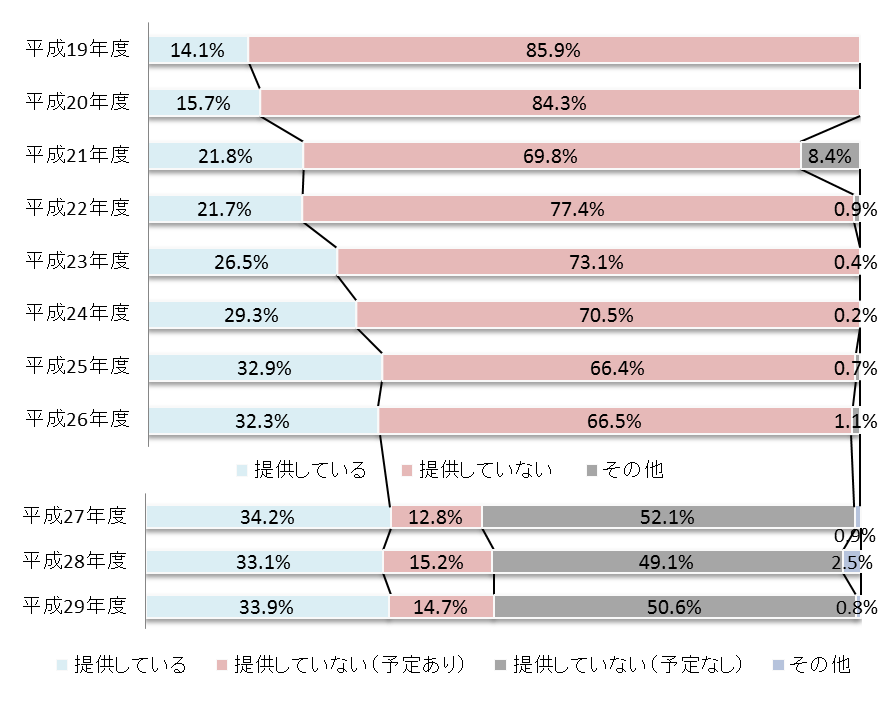 平成19年度 14.1% 85.9%
平成20年度 15.7% 84.3%
平成21年度 21.8% 69.8% 8.4%
平成22年度 21.7% 77.4% 0.9%
平成23年度 26.5% 73.1% 0.4%
平成24年度 29.3% 70.5% 0.2%
平成25年度 32.9% 66.4% 0.7%
平成26年度 32.3% 66.5% 1.1%
提供している 提供していない その他
平成27年度 34.2% 12.8% 52.1% 0.9%
平成28年度 33.1% 15.2% 49.1% 2.5%
平成29年度 33.9% 14.7% 50.6% 0.8%
提供している 提供していない(予定あり) 提供していない(予定なし) その他